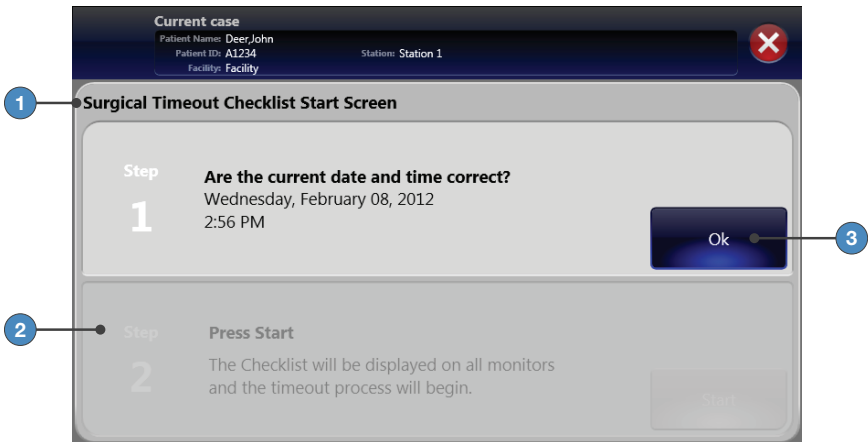 Current case
Patient Name: Deer,John
Patient ID: A1234 Station: Station 1
Facility: Facility
1
Surgical Timeout Checklist Start Screen
Step
1
Are the current date and time correct?
Wednesday, February 08, 2012
2:56 PM
Ok
3
2
Step
2
Press Start
The Checklist will be displayed on all monitors
and the timeout process will begin.
Start